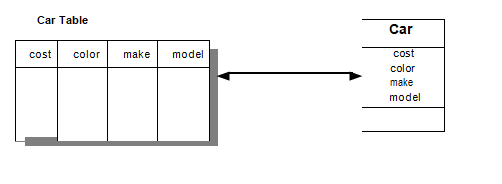 Car Table
cost color make model
Car
cost
color
make
model